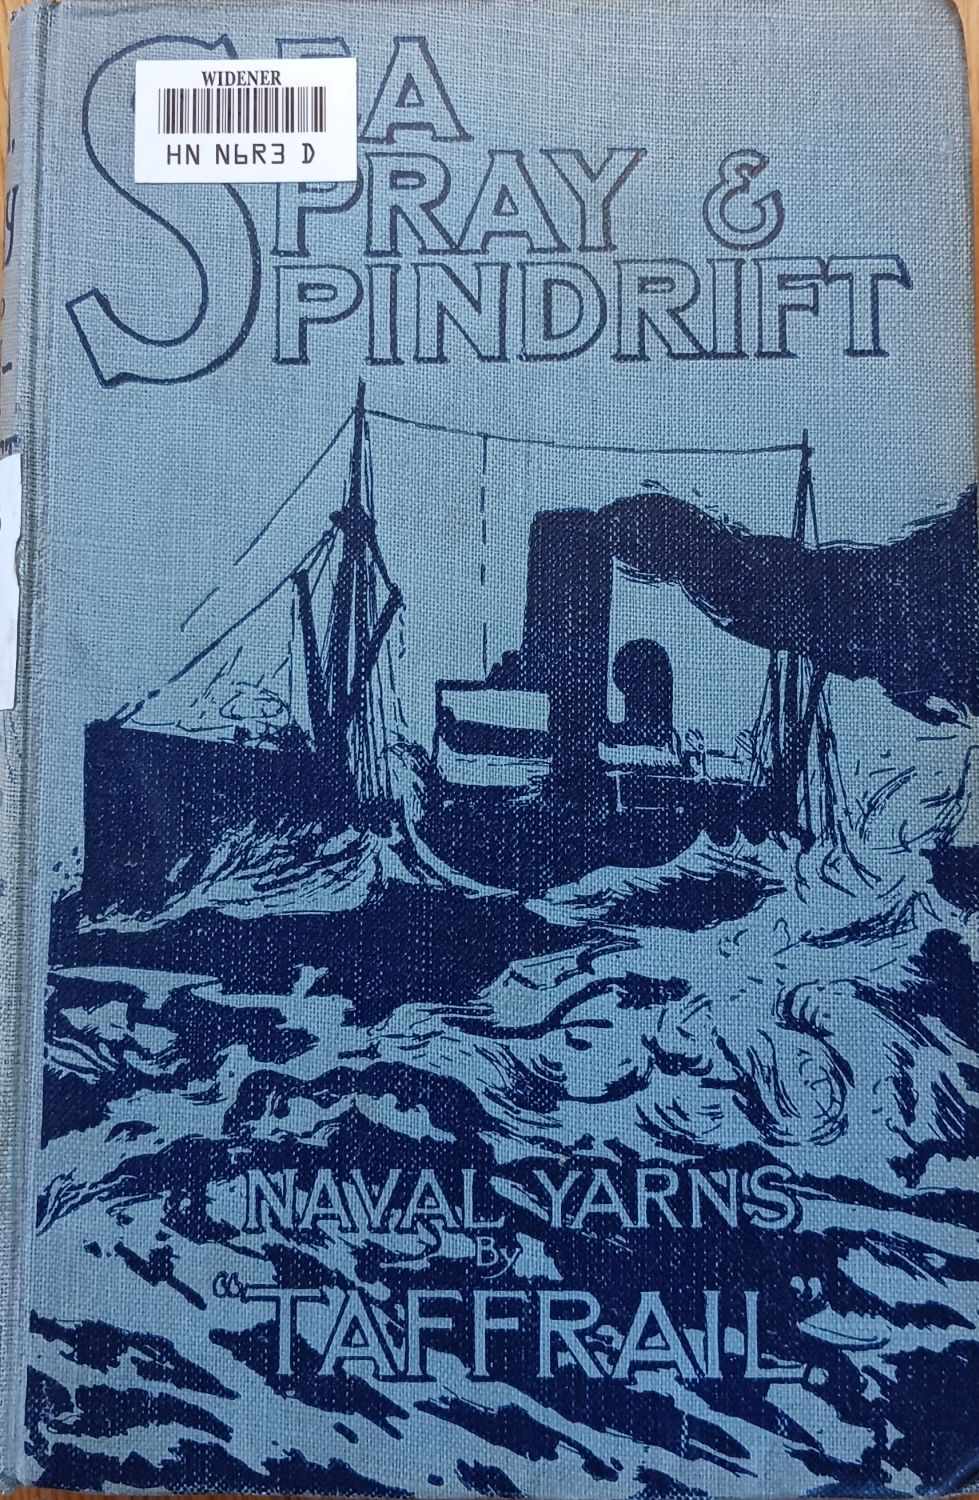 WIDENER
HN N6R3 D
SEA
SPRAY &
SPINDRIFT
NAVAL YARNS
By
"TAFFRAIL".